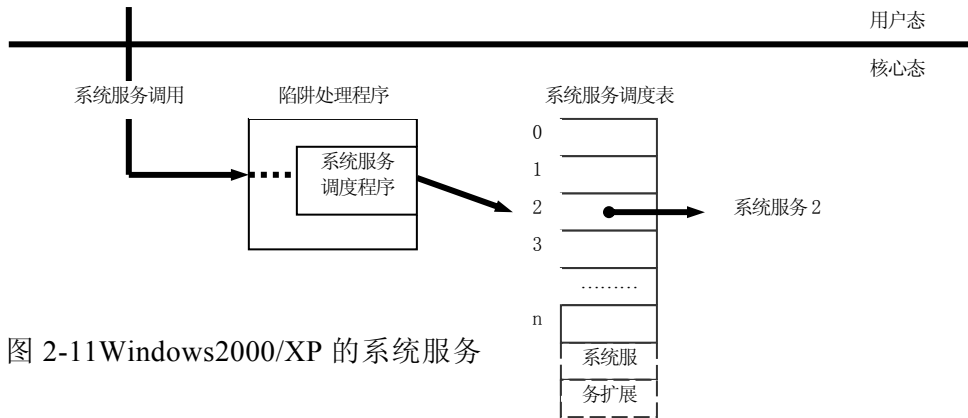 用户态
核心态
系统服务调用
陷阱处理程序
系统服务调度表
0
1
2
3
………
n
系统服务
调度程序
系统服务 2
系统服
务扩展
图 2-11Windows2000/XP 的系统服务